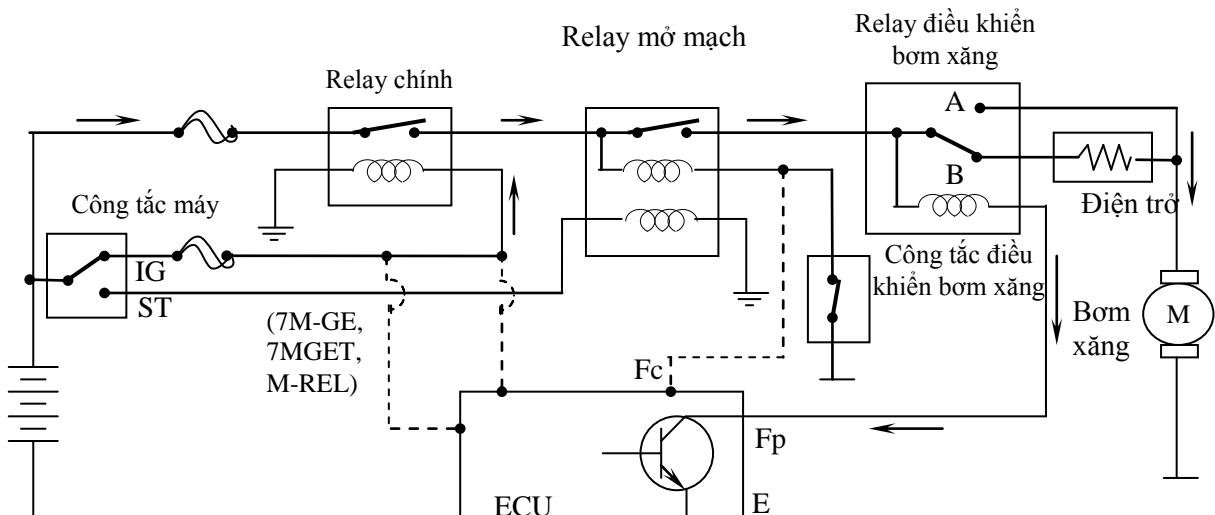 Relay điều khiển
bơm xăng
Relay mở mạch
Relay chính
A
B
Điện trở
Công tắc máy
IG
ST
Công tắc điều
khiển bơm xăng
(7M-GE,
7MGET,
M-REL)
Bơm
xăng
M
Fc
Fp
ECU
E